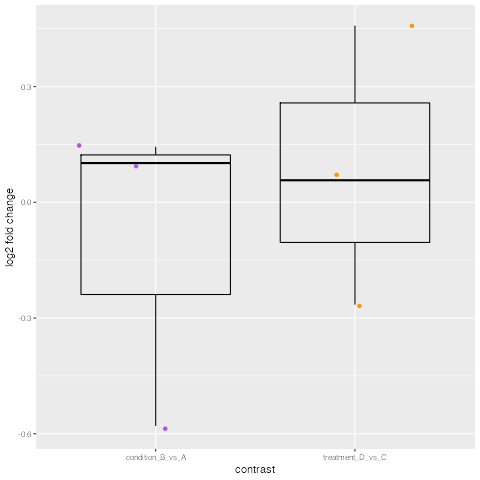 log2 fold change
0.3
0.0
-0.3
-0.6
condition_B_vs_A
treatment_D_vs_C
contrast